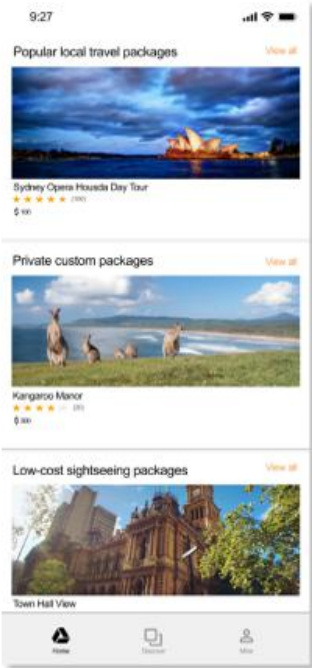 9:27
Popular local travel packages View all
Sydney Opera Housda Day Tour
(100)
$ 100
Private custom packages View all
Kangaroo Manor
$ 300
Low-cost sightseeing packages View all
Town Hall View
Home Discover Mine